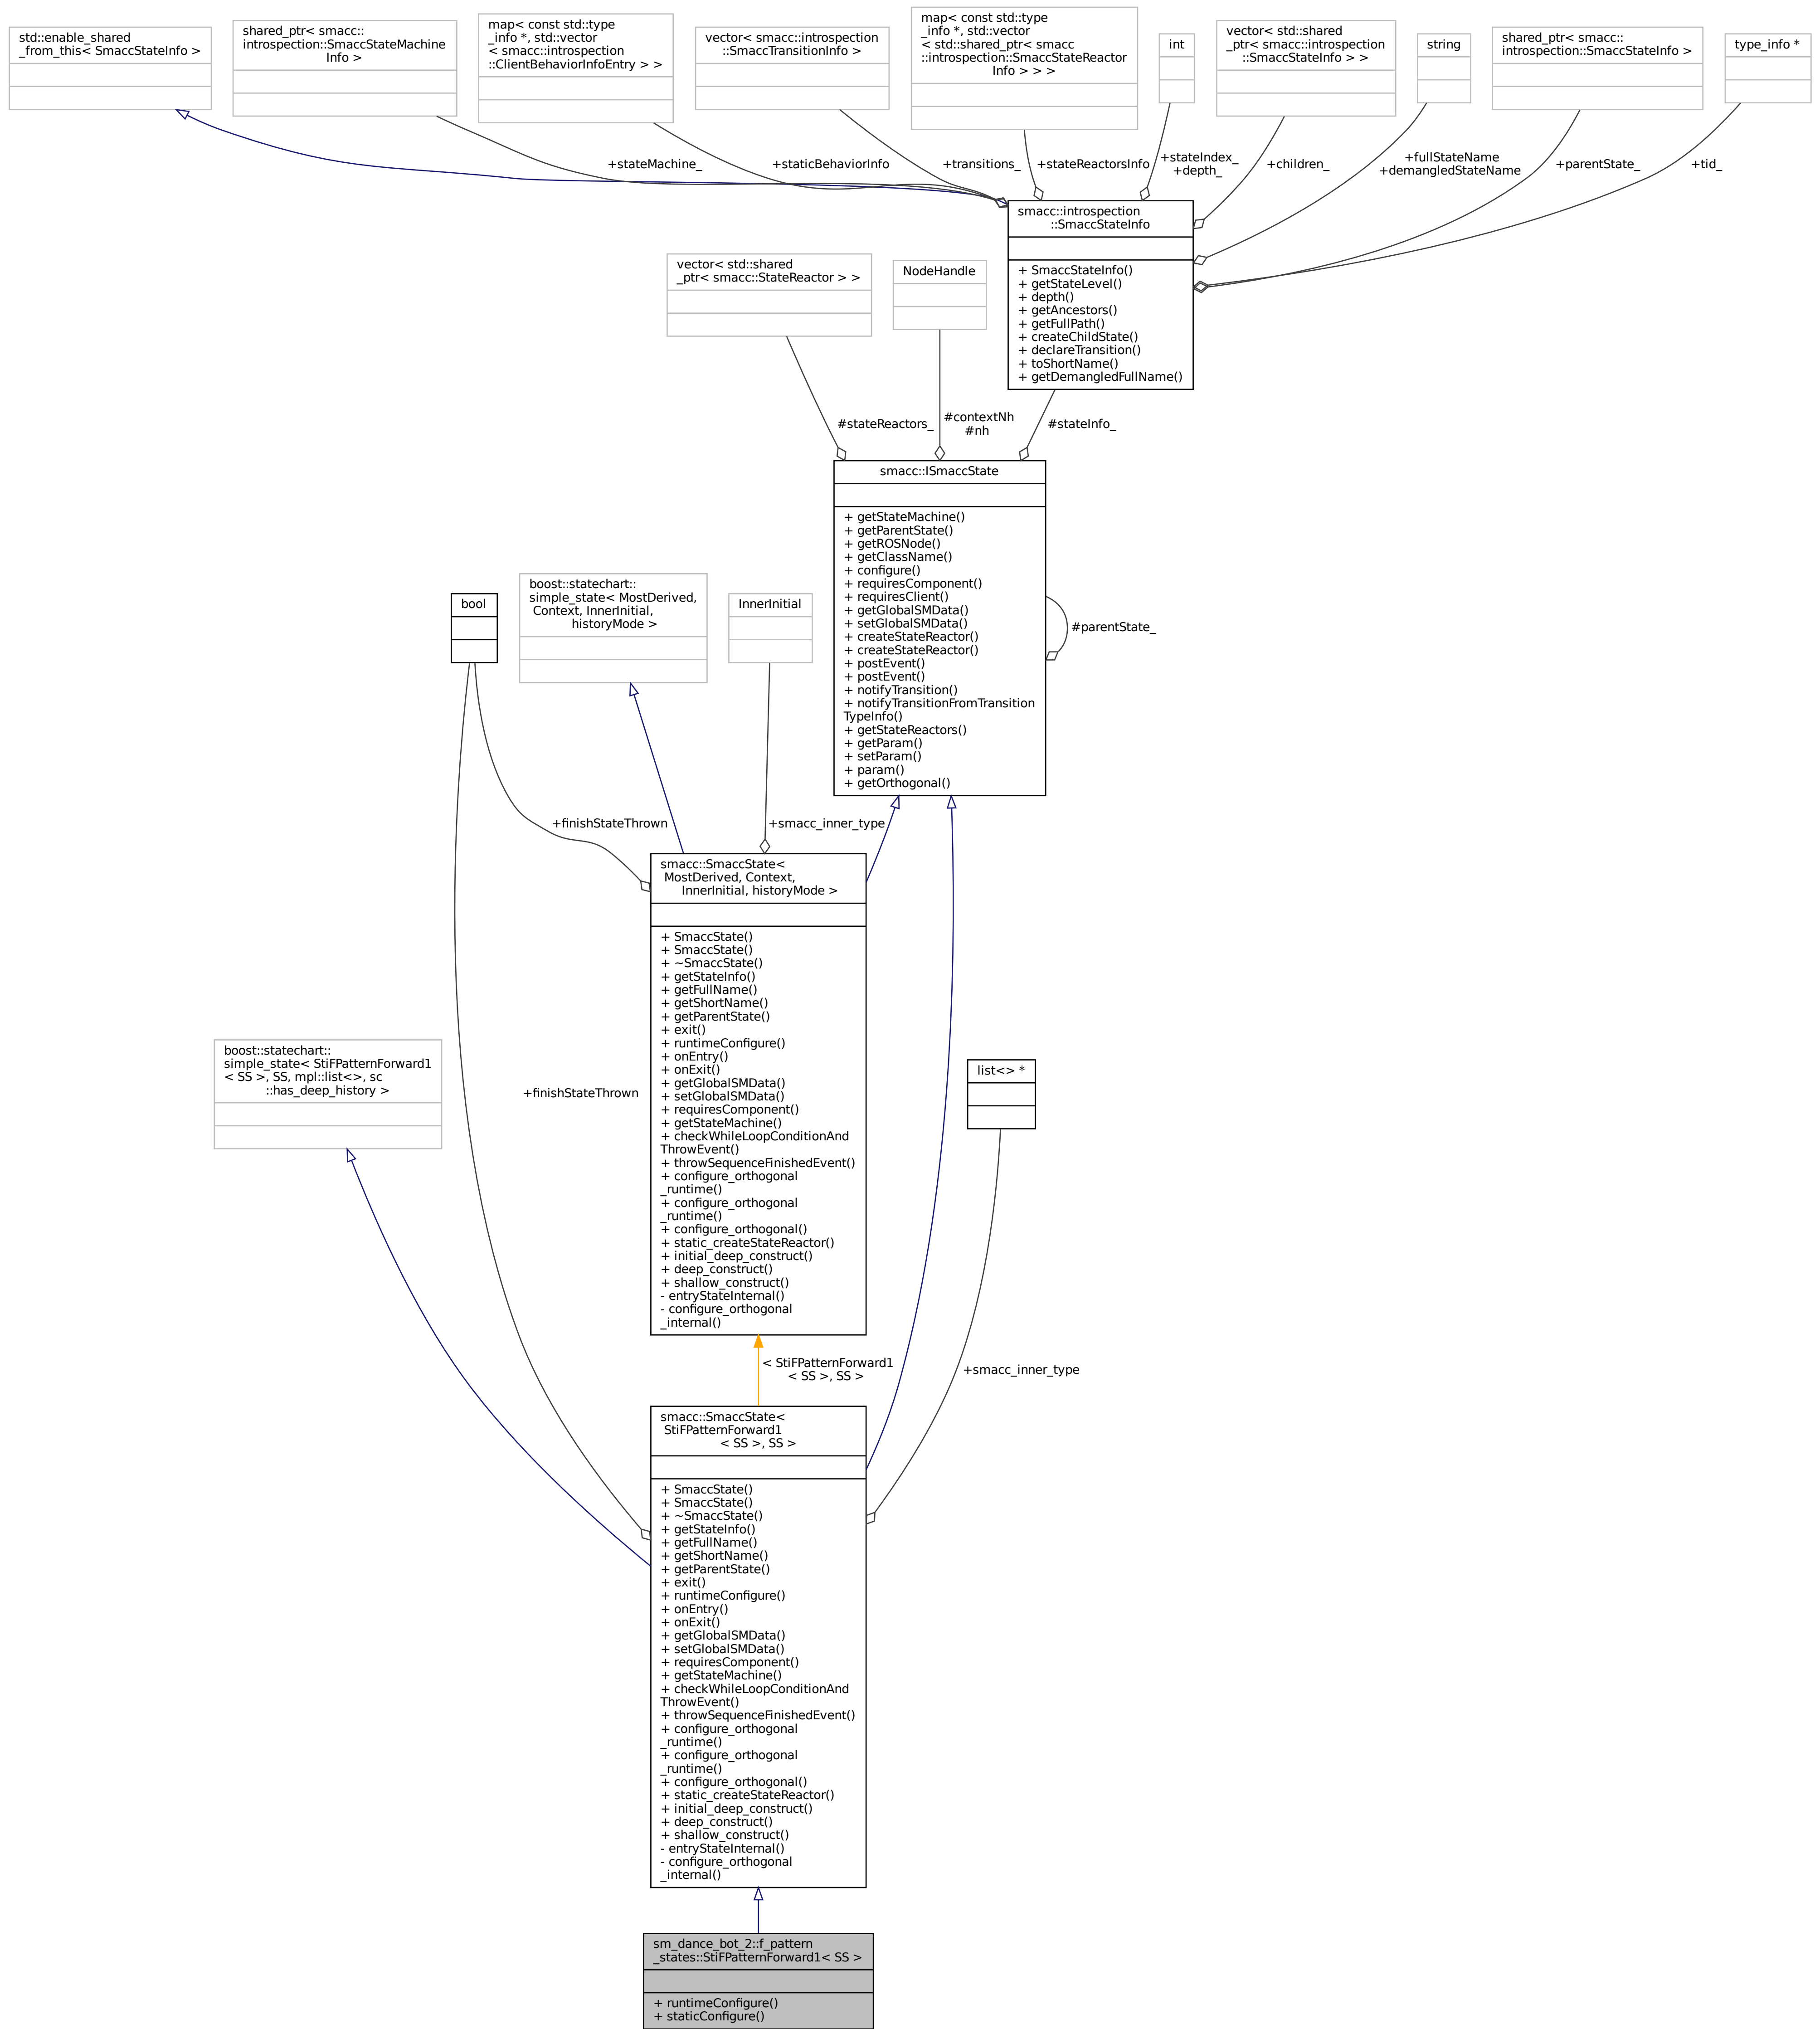 std::enable_shared
_from_this< SmaccStateInfo >
shared_ptr< smacc::
introspection::SmaccStateMachine
Info >
map< const std::type
_info *, std::vector
< smacc::introspection
::ClientBehaviorInfoEntry > >
vector< smacc::introspection
::SmaccTransitionInfo >
map< const std::type
_info *, std::vector
< std::shared_ptr< smacc
::introspection::SmaccStateReactor
Info > > >
int
vector< std::shared
_ptr< smacc::introspection
::SmaccStateInfo > >
string
shared_ptr< smacc::
introspection::SmaccStateInfo >
type_info *
+stateMachine_
+staticBehaviorInfo
+transitions_
+stateReactorsInfo
+stateIndex_
+depth_
+children_
+fullStateName
+demangledStateName
+parentState_
+tid_
smacc::introspection
::SmaccStateInfo
+ SmaccStateInfo()
+ getStateLevel()
+ depth()
+ getAncestors()
+ getFullPath()
+ createChildState()
+ declareTransition()
+ toShortName()
+ getDemangledFullName()
vector< std::shared
_ptr< smacc::StateReactor > >
NodeHandle
#stateReactors_
#contextNh
#nh
#stateInfo_
smacc::ISmaccState
+ getStateMachine()
+ getParentState()
+ getROSNode()
+ getClassName()
+ configure()
+ requiresComponent()
+ requiresClient()
+ getGlobalSMData()
+ setGlobalSMData()
+ createStateReactor()
+ createStateReactor()
+ postEvent()
+ postEvent()
+ notifyTransition()
+ notifyTransitionFromTransition
TypeInfo()
+ getStateReactors()
+ getParam()
+ setParam()
+ param()
+ getOrthogonal()
#parentState_
bool
boost::statechart::
simple_state< MostDerived,
Context, InnerInitial,
historyMode >
InnerInitial
+finishStateThrown
+smacc_inner_type
smacc::SmaccState<
MostDerived, Context,
InnerInitial, historyMode >
+ SmaccState()
+ SmaccState()
+ ~SmaccState()
+ getStateInfo()
+ getFullName()
+ getShortName()
+ getParentState()
+ exit()
+ runtimeConfigure()
+ onEntry()
+ onExit()
+ getGlobalSMData()
+ setGlobalSMData()
+ requiresComponent()
+ getStateMachine()
+ checkWhileLoopConditionAnd
ThrowEvent()
+ throwSequenceFinishedEvent()
+ configure_orthogonal
_runtime()
+ configure_orthogonal
_runtime()
+ configure_orthogonal()
+ static_createStateReactor()
+ initial_deep_construct()
+ deep_construct()
+ shallow_construct()
- entryStateInternal()
- configure_orthogonal
_internal()
boost::statechart::
simple_state< StiFPatternForward1
< SS >, SS, mpl::list<>, sc
::has_deep_history >
+finishStateThrown
list<> *
< StiFPatternForward1
< SS >, SS >
+smacc_inner_type
smacc::SmaccState<
StiFPatternForward1
< SS >, SS >
+ SmaccState()
+ SmaccState()
+ ~SmaccState()
+ getStateInfo()
+ getFullName()
+ getShortName()
+ getParentState()
+ exit()
+ runtimeConfigure()
+ onEntry()
+ onExit()
+ getGlobalSMData()
+ setGlobalSMData()
+ requiresComponent()
+ getStateMachine()
+ checkWhileLoopConditionAnd
ThrowEvent()
+ throwSequenceFinishedEvent()
+ configure_orthogonal
_runtime()
+ configure_orthogonal
_runtime()
+ configure_orthogonal()
+ static_createStateReactor()
+ initial_deep_construct()
+ deep_construct()
+ shallow_construct()
- entryStateInternal()
- configure_orthogonal
_internal()
sm_dance_bot_2::f_pattern
_states::StiFPatternForward1< SS >
+ runtimeConfigure()
+ staticConfigure()